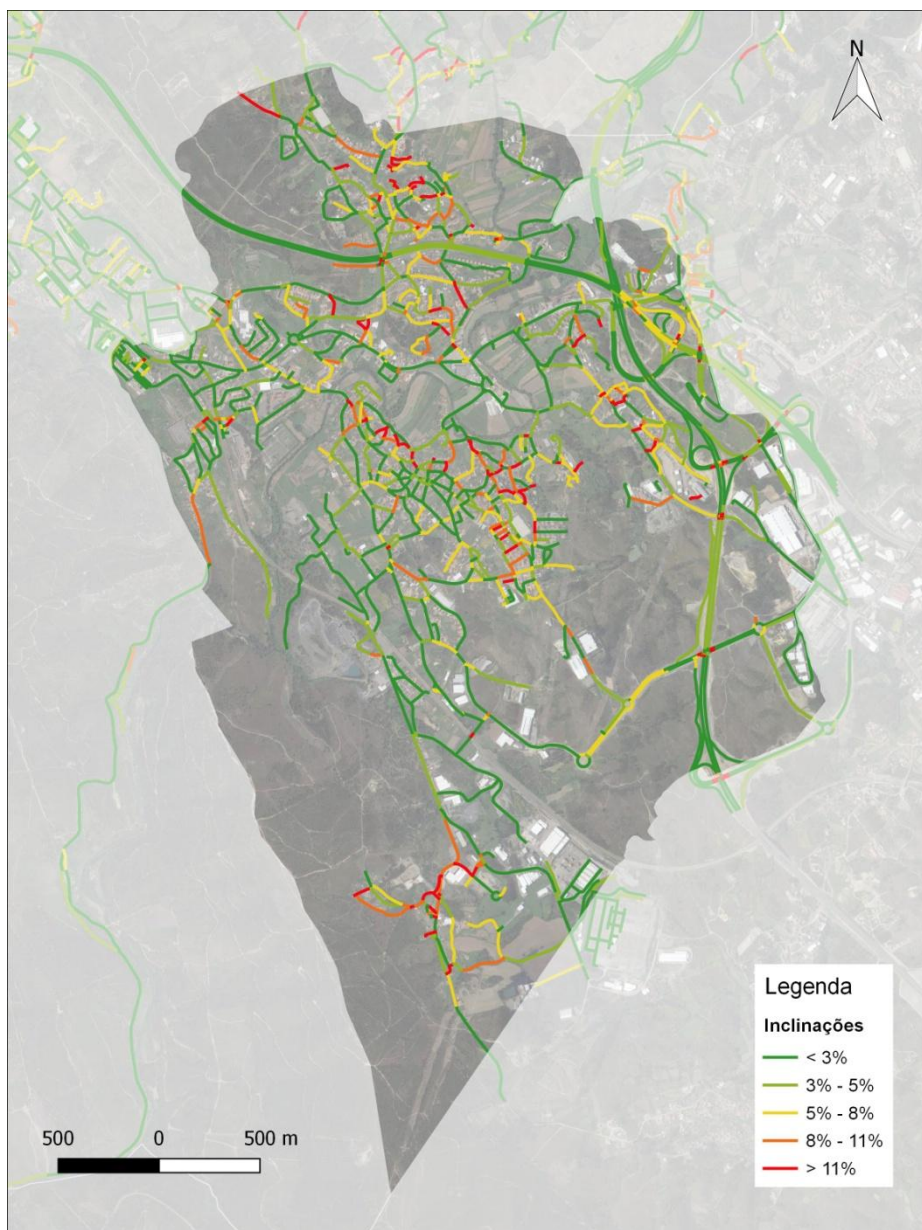 N
Legenda
Inclinações
< 3%
3% - 5%
5% - 8%
8% - 11%
> 11%
500 0 500 m